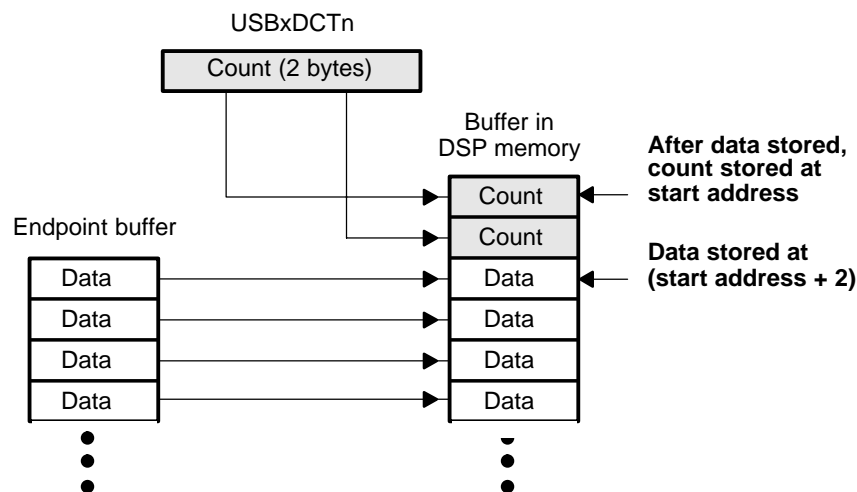 USBxDCTn
Count (2 bytes)
Buffer in
DSP memory
After data stored,
count stored at
start address
Count
Endpoint buffer
Count
Data stored at
(start address + 2)
Data
Data
Data
Data
Data
Data
Data
Data